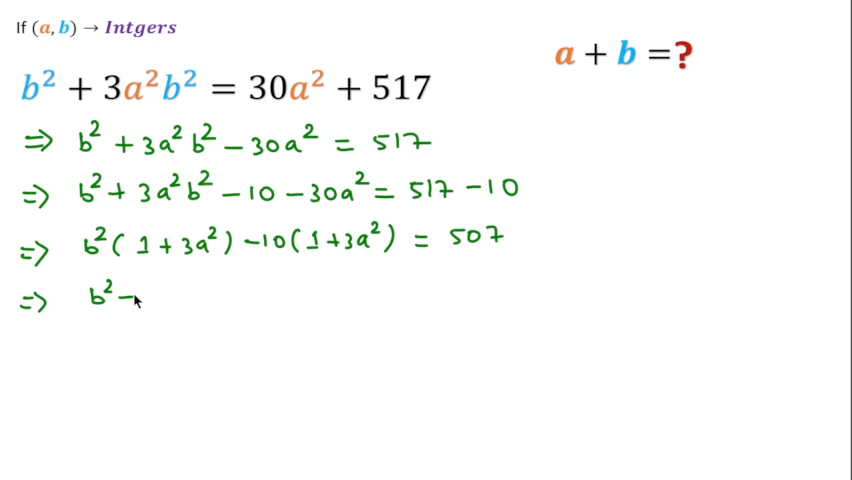 If (a, b) → Intgers
a + b = ?
b² + 3a²b² = 30a² + 517
⇒ b² + 3a²b² − 30a² = 517
⇒ b² + 3a²b² − 10 − 30a² = 517 − 10
⇒ b²(1 + 3a²) − 10(1 + 3a²) = 507
⇒ b² −